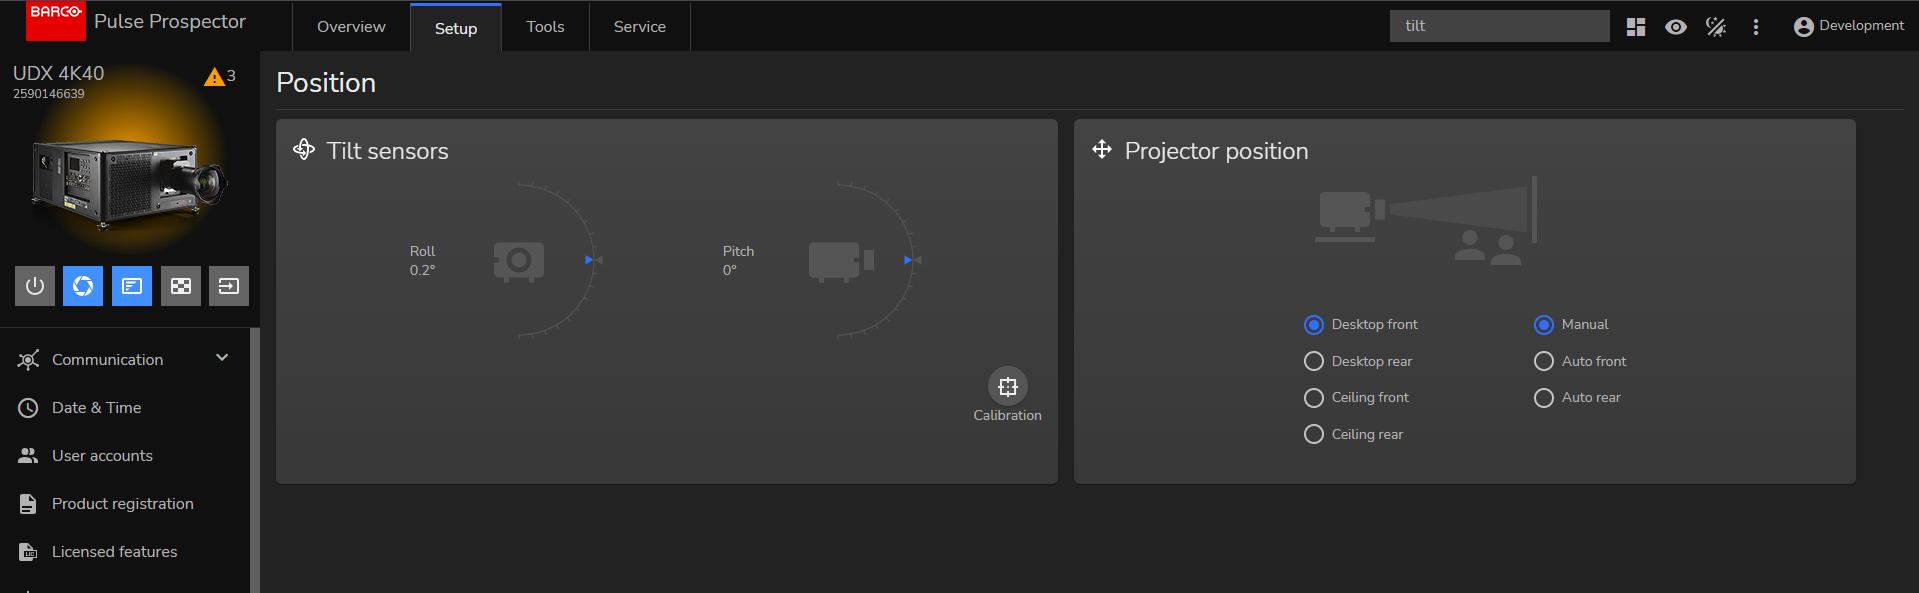 BARCO
Pulse Prospector
Overview
Setup
Tools
Service
tilt
Development
UDX 4K40
2590146639
3
Communication
Date & Time
User accounts
Product registration
Licensed features
Position
Tilt sensors
Roll
0.2°
Pitch
0°
Calibration
Projector position
Desktop front
Desktop rear
Ceiling front
Ceiling rear
Manual
Auto front
Auto rear